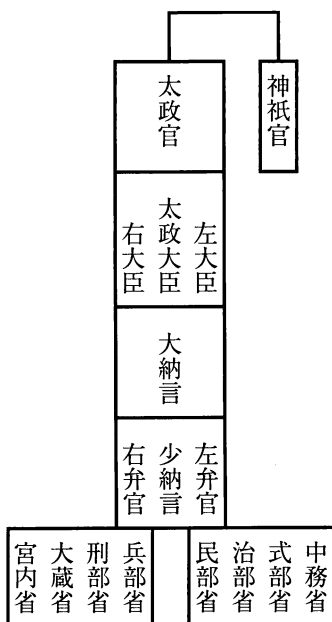 神祇官
太政官
左大臣
太政大臣
右大臣
大納言
左弁官
少納言
右弁官
中務省
式部省
治部省
民部省
兵部省
刑部省
大蔵省
宮内省